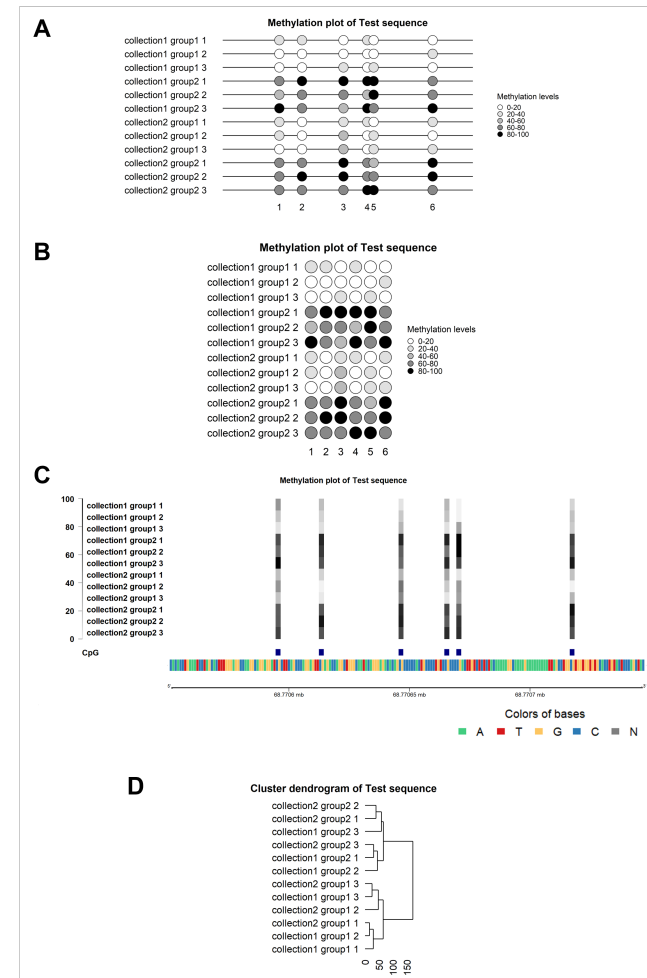 A
Methylation plot of Test sequence
collection1 group1 1
collection1 group1 2
collection1 group1 3
collection1 group2 1
collection1 group2 2
collection1 group2 3
collection2 group1 1
collection2 group1 2
collection2 group1 3
collection2 group2 1
collection2 group2 2
collection2 group2 3
1 2 3 4 5 6
Methylation levels
0-20
20-40
40-60
60-80
80-100
B
Methylation plot of Test sequence
collection1 group1 1
collection1 group1 2
collection1 group1 3
collection1 group2 1
collection1 group2 2
collection1 group2 3
collection2 group1 1
collection2 group1 2
collection2 group1 3
collection2 group2 1
collection2 group2 2
collection2 group2 3
1 2 3 4 5 6
Methylation levels
0-20
20-40
40-60
60-80
80-100
C
Methylation plot of Test sequence
100
80
60
40
20
0
collection1 group1 1
collection1 group1 2
collection1 group1 3
collection1 group2 1
collection1 group2 2
collection1 group2 3
collection2 group1 1
collection2 group1 2
collection2 group1 3
collection2 group2 1
collection2 group2 2
collection2 group2 3
CpG
68.7706 mb 68.77065 mb 68.7707 mb
Colors of bases
A T G C N
D
Cluster dendrogram of Test sequence
collection2 group2 2
collection2 group2 1
collection1 group2 3
collection2 group2 3
collection1 group2 1
collection1 group2 2
collection2 group1 3
collection1 group1 3
collection2 group1 2
collection2 group1 1
collection1 group1 2
collection1 group1 1
0 50 100 150